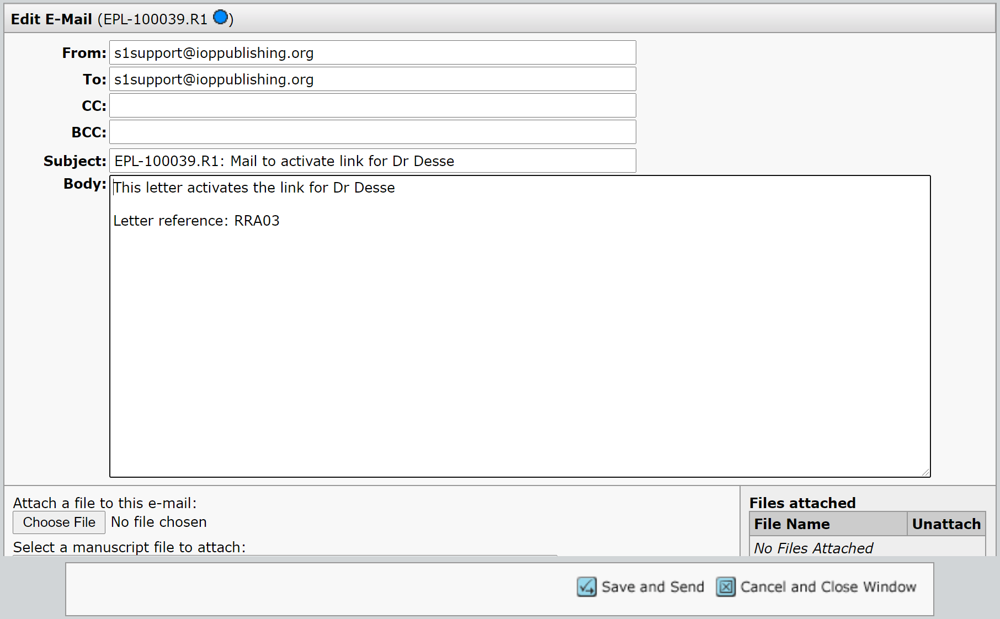 Edit E-Mail (EPL-100039.R1 )
From: s1support@ioppublishing.org
To: s1support@ioppublishing.org
CC:
BCC:
Subject: EPL-100039.R1: Mail to activate link for Dr Desse
Body: This letter activates the link for Dr Desse
Letter reference: RRA03
Attach a file to this e-mail:
Choose File No file chosen
Select a manuscript file to attach:
Files attached
File Name Unattach
No Files Attached
Save and Send Cancel and Close Window